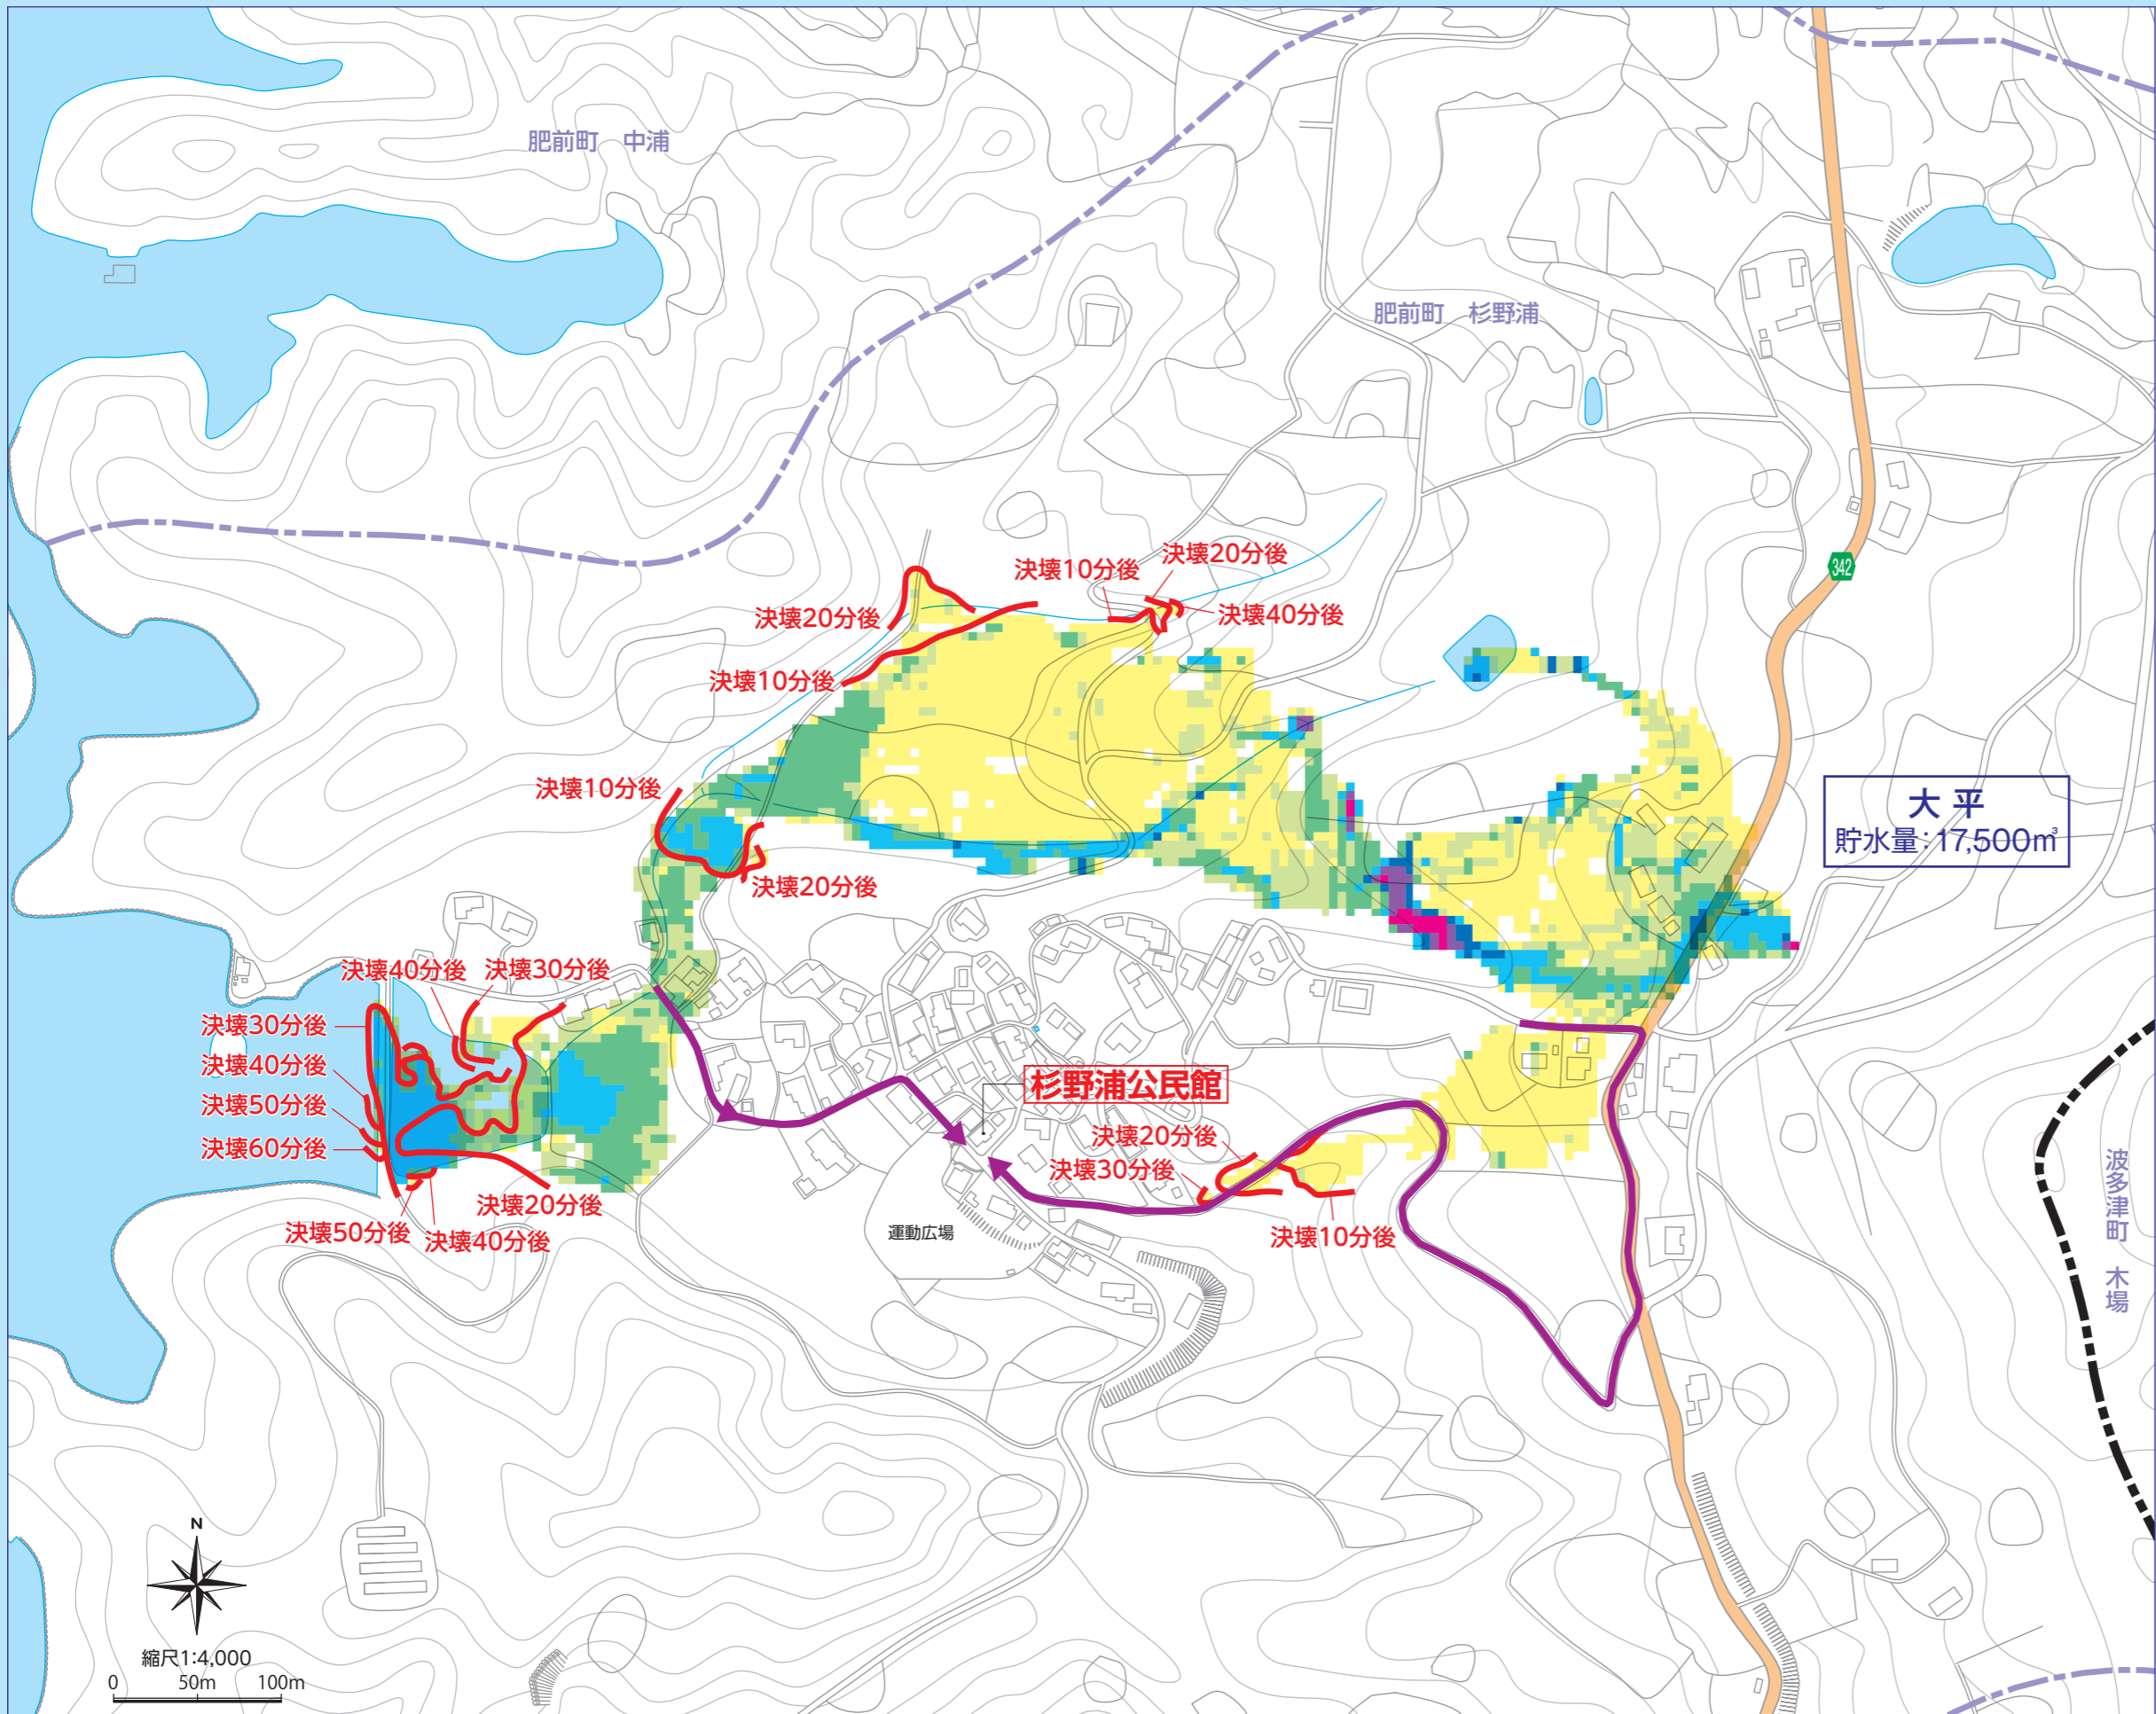 肥前町　中浦
肥前町　杉野浦
決壊20分後
決壊10分後
決壊40分後
決壊20分後
342
決壊10分後
決壊10分後
大平
貯水量：17,500㎥
決壊20分後
決壊40分後
決壊30分後
決壊30分後
決壊40分後
決壊50分後
決壊60分後
杉野浦公民館
決壊20分後
決壊30分後
決壊20分後
決壊50分後
決壊40分後
決壊10分後
運動広場
波多津町　木場
N
縮尺1:4,000
0 50m 100m